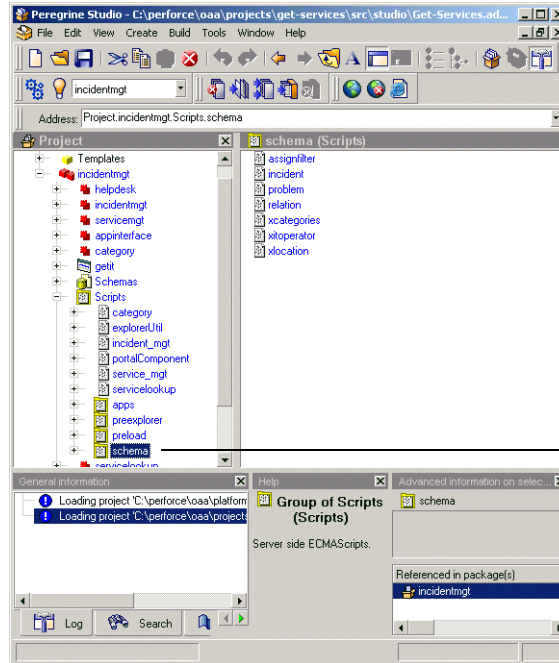 Peregrine Studio - C:\perforce\oaa\projects\get-services\src\studio\Get-Services.ad...
File Edit View Create Build Tools Window Help
incidentmgt
Address: Project.incidentmgt.Scripts.schema
Project
schema (Scripts)
Templates
incidentmgt
helpdesk
incidentmgt
servicemgt
appinterface
category
getit
Schemas
Scripts
category
explorerUtil
incident_mgt
portalComponent
service_mgt
servicelookup
apps
preexplorer
preload
schema
servicelookup
assignfilter
incident
problem
relation
xcategories
xitoperator
xlocation
General information
Loading project 'C:\perforce\oaa\platform
Loading project 'C:\perforce\oaa\projects
Log
Search
Help
Group of Scripts
(Scripts)
Server side ECMAScripts.
Advanced information on selec...
schema
Referenced in package(s)
incidentmgt